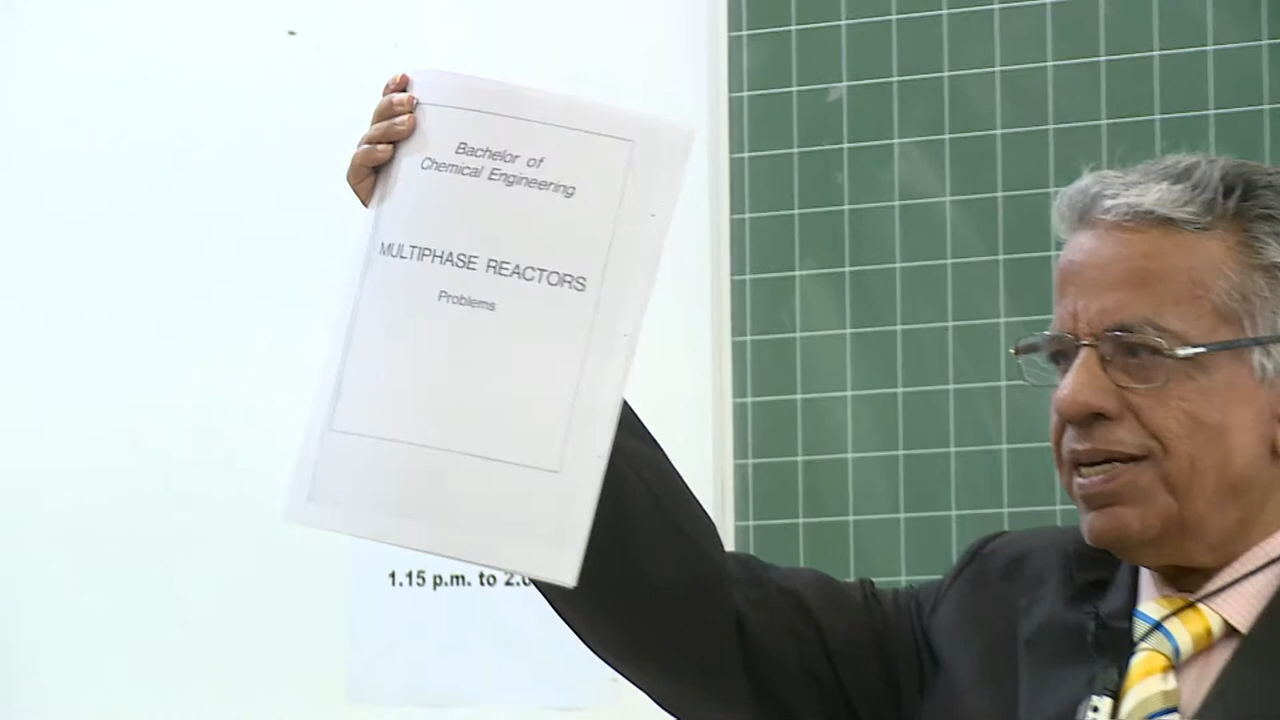 Bachelor of
Chemical Engineering
MULTIPHASE REACTORS
Problems
1.15 p.m. to